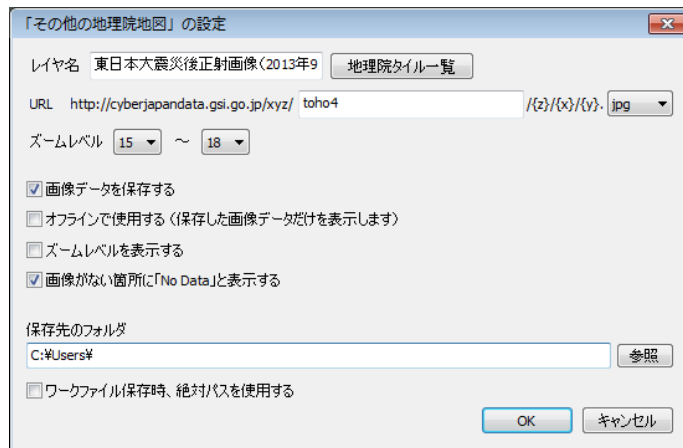 「その他の地理院地図」の設定
レイヤ名 東日本大震災後正射画像(2013年9 地理院タイル一覧
URL http://cyberjapandata.gsi.go.jp/xyz/ toho4 /{z}/{x}/{y}. jpg
ズームレベル 15 ～ 18
画像データを保存する
オフラインで使用する(保存した画像データだけを表示します)
ズームレベルを表示する
画像がない箇所に「No Data」と表示する
保存先のフォルダ
C:¥Users¥ 参照
ワークファイル保存時、絶対パスを使用する
OK キャンセル